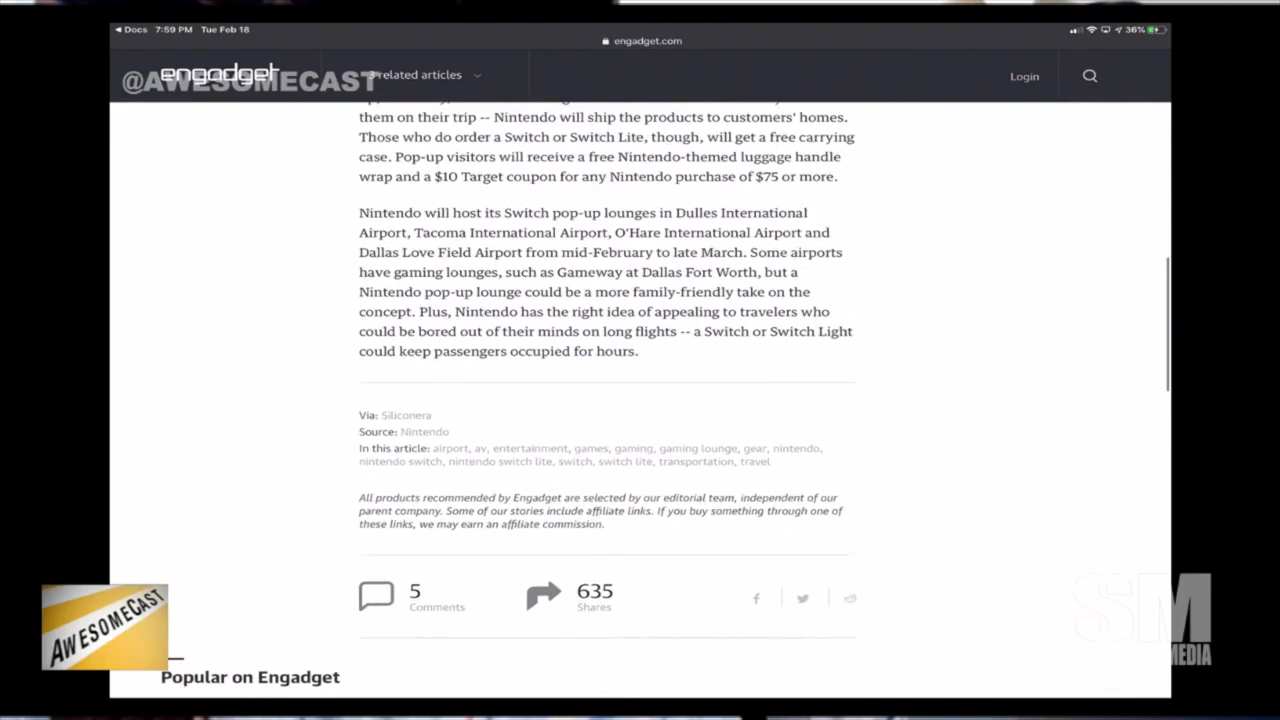 Docs 7:59 PM Tue Feb 18
engadget.com
36%
engadget
@AWESOMECAST
3 related articles
Login
them on their trip -- Nintendo will ship the products to customers' homes.
Those who do order a Switch or Switch Lite, though, will get a free carrying
case. Pop-up visitors will receive a free Nintendo-themed luggage handle
wrap and a $10 Target coupon for any Nintendo purchase of $75 or more.
Nintendo will host its Switch pop-up lounges in Dulles International
Airport, Tacoma International Airport, O'Hare International Airport and
Dallas Love Field Airport from mid-February to late March. Some airports
have gaming lounges, such as Gameway at Dallas Fort Worth, but a
Nintendo pop-up lounge could be a more family-friendly take on the
concept. Plus, Nintendo has the right idea of appealing to travelers who
could be bored out of their minds on long flights -- a Switch or Switch Light
could keep passengers occupied for hours.
Via: Siliconera
Source: Nintendo
In this article: airport, av, entertainment, games, gaming, gaming lounge, gear, nintendo,
nintendo switch, nintendo switch lite, switch, switch lite, transportation, travel
All products recommended by Engadget are selected by our editorial team, independent of our
parent company. Some of our stories include affiliate links. If you buy something through one of
these links, we may earn an affiliate commission.
5
Comments
635
Shares
AWESOMECAST
SM
MEDIA
Popular on Engadget